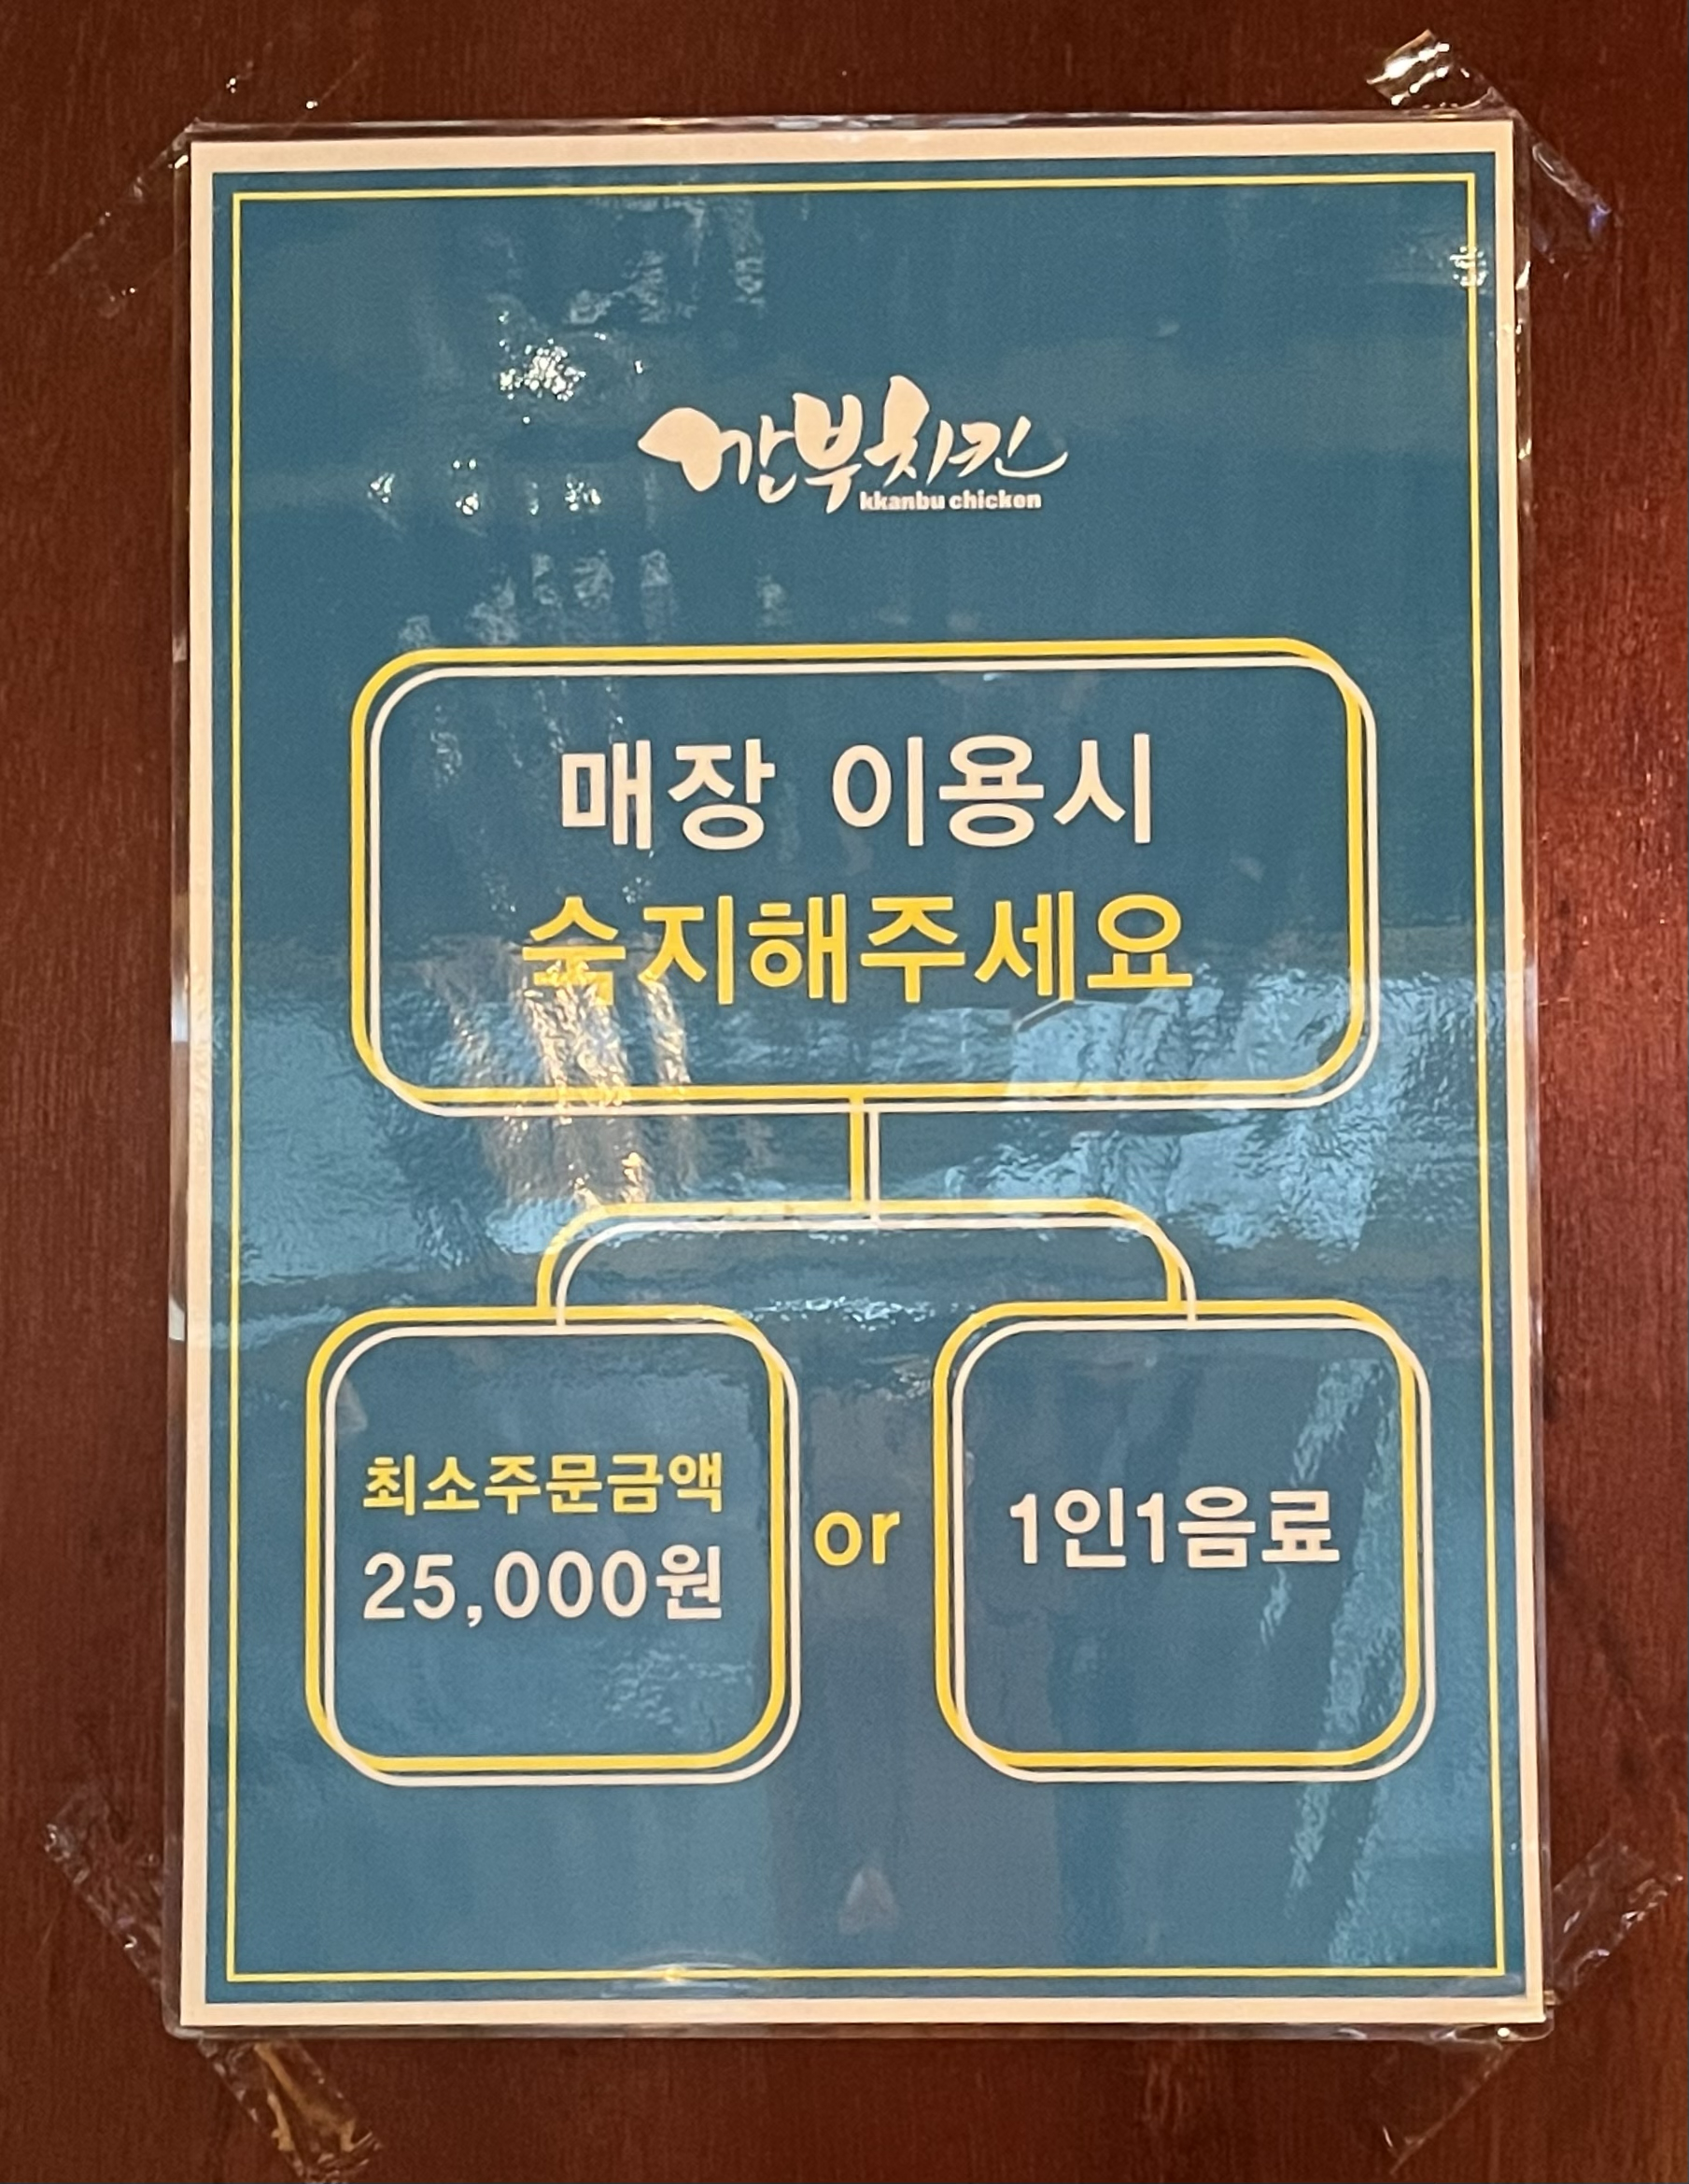 깐부치킨
kkanbu chicken
매장 이용시
숙지해주세요
최소주문금액
25,000원
or
1인1음료